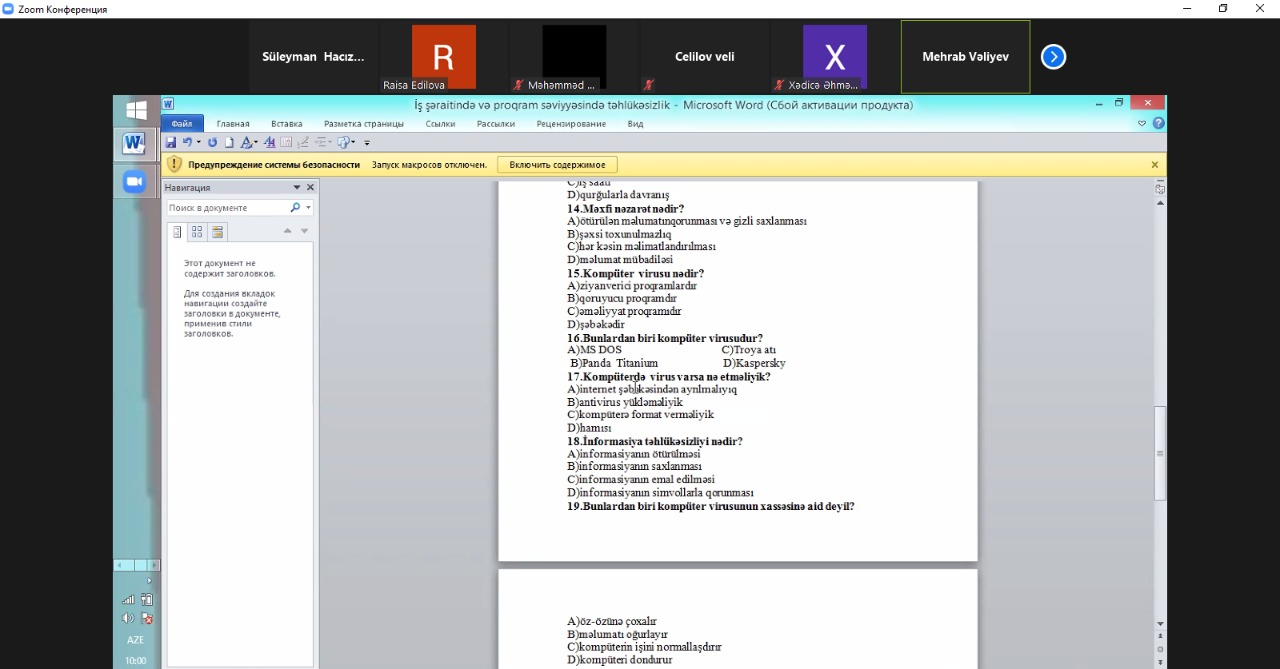 Zoom Конференция
Süleyman Hacız...
R
Raisa Edilova
Məhəmməd ...
Celilov veli
X
Xədicə Əhmə...
Mehrab Vəliyev
İş şəraitində və proqram səviyyəsində təhlükəsizlik - Microsoft Word (Сбой активации продукта)
Файл Главная Вставка Разметка страницы Ссылки Рассылки Рецензирование Вид
Предупреждение системы безопасности Запуск макросов отключен. Включить содержимое
Навигация
Поиск в документе
Этот документ не
содержит заголовков.
Для создания вкладок
навигации создайте
заголовки в документе,
применив стили
заголовков.
C)iş saatı
D)qurğularla davranış
14.Məxfi nəzarət nədir?
A)ötürülən məlumatınqorunması və gizli saxlanması
B)şəxsi toxunulmazlıq
C)hər kəsin məlimatlandırılması
D)məlumat mübadiləsi
15.Kompüter virusu nədir?
A)ziyanverici proqramlardır
B)qoruyucu proqramdır
C)əməliyyat proqramıdır
D)şəbəkədir
16.Bunlardan biri kompüter virusudur?
A)MS DOS C)Troya atı
B)Panda Titanium D)Kaspersky
17.Kompüterdə virus varsa nə etməliyik?
A)internet şəbəkəsindən ayrılmalıyıq
B)antivirus yükləməliyik
C)kompüterə format verməliyik
D)hamısı
18.İnformasiya təhlükəsizliyi nədir?
A)informasiyanın ötürülməsi
B)informasiyanın saxlanması
C)informasiyanın emal edilməsi
D)informasiyanın simvollarla qorunması
19.Bunlardan biri kompüter virusunun xassəsinə aid deyil?
A)öz-özünə çoxalır
B)məlumatı oğurlayır
C)kompüterin işini normallaşdırır
D)kompüteri dondurur
AZE
10:00